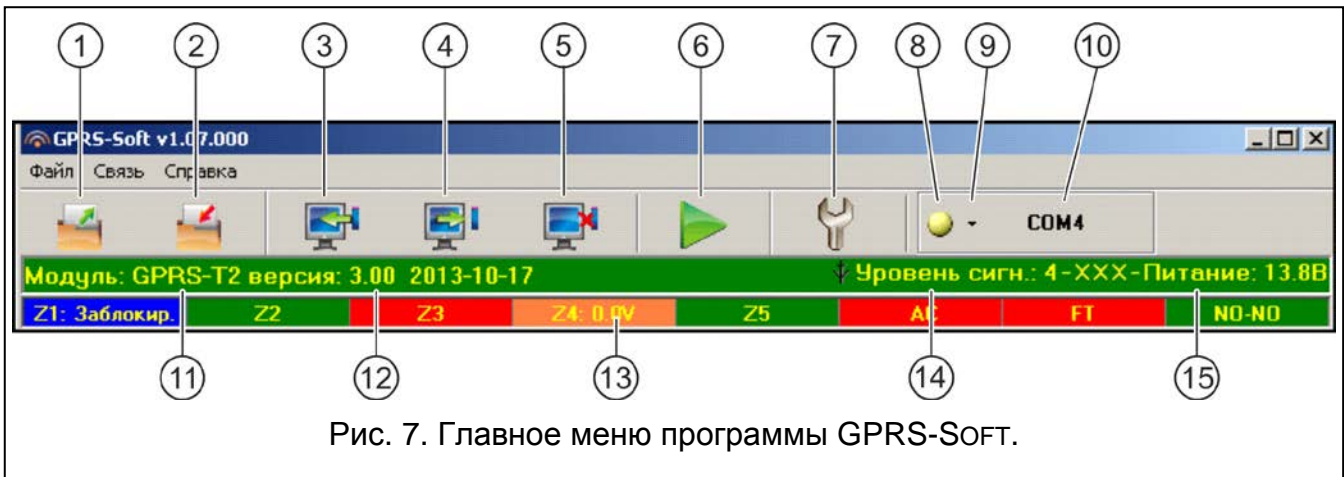 1 2 3 4 5 6 7 8 9 10
GPRS-Soft v1.07.000
Файл Связь Справка
COM4
Модуль: GPRS-T2 версия: 3.00 2013-10-17 Уровень сигн.: 4-XXX-Питание: 13.8В
Z1: Заблокир. Z2 Z3 Z4: 0.0V Z5 AC FT NO-NO
11 12 13 14 15
Рис. 7. Главное меню программы GPRS-SOFT.